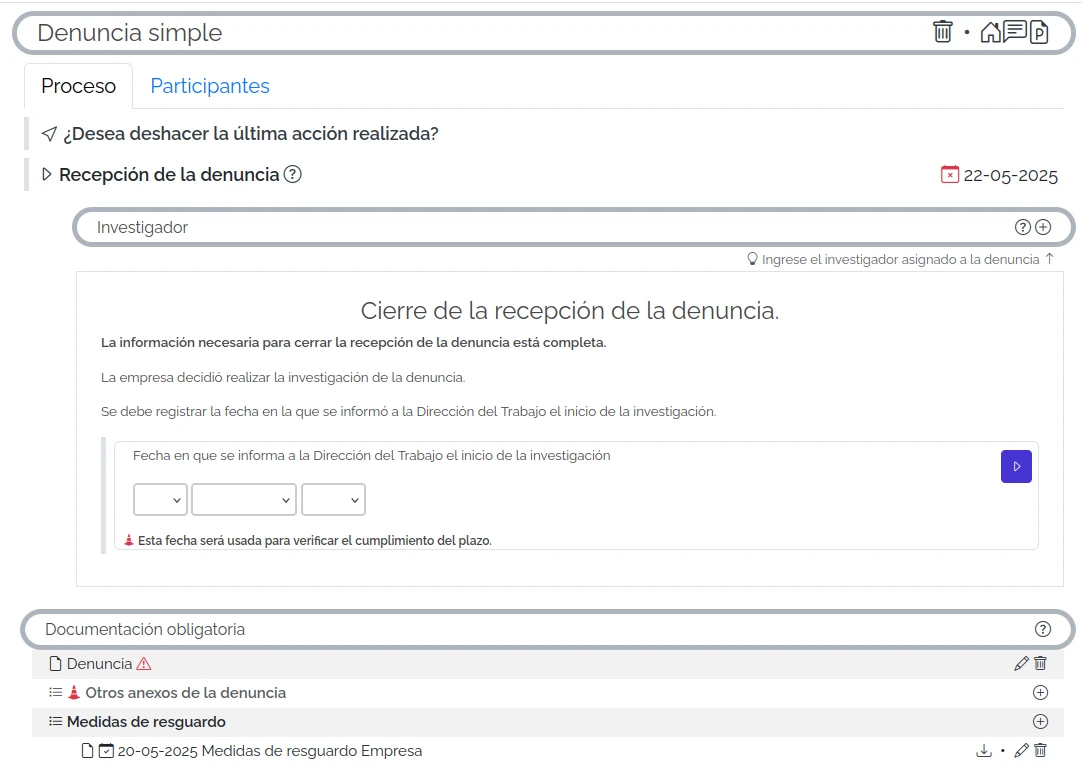 Denuncia simple
Proceso
Participantes
¿Desea deshacer la última acción realizada?
Recepción de la denuncia
22-05-2025
Investigador
Ingrese el investigador asignado a la denuncia
Cierre de la recepción de la denuncia.
La información necesaria para cerrar la recepción de la denuncia está completa.
La empresa decidió realizar la investigación de la denuncia.
Se debe registrar la fecha en la que se informó a la Dirección del Trabajo el inicio de la investigación.
Fecha en que se informa a la Dirección del Trabajo el inicio de la investigación
Esta fecha será usada para verificar el cumplimiento del plazo.
Documentación obligatoria
Denuncia
Otros anexos de la denuncia
Medidas de resguardo
20-05-2025 Medidas de resguardo Empresa